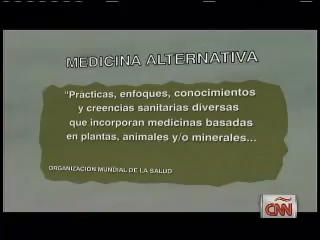 MEDICINA ALTERNATIVA
"Prácticas, enfoques, conocimientos
y creencias sanitarias diversas
que incorporan medicinas basadas
en plantas, animales y/o minerales...
ORGANIZACIÓN MUNDIAL DE LA SALUD
CNN